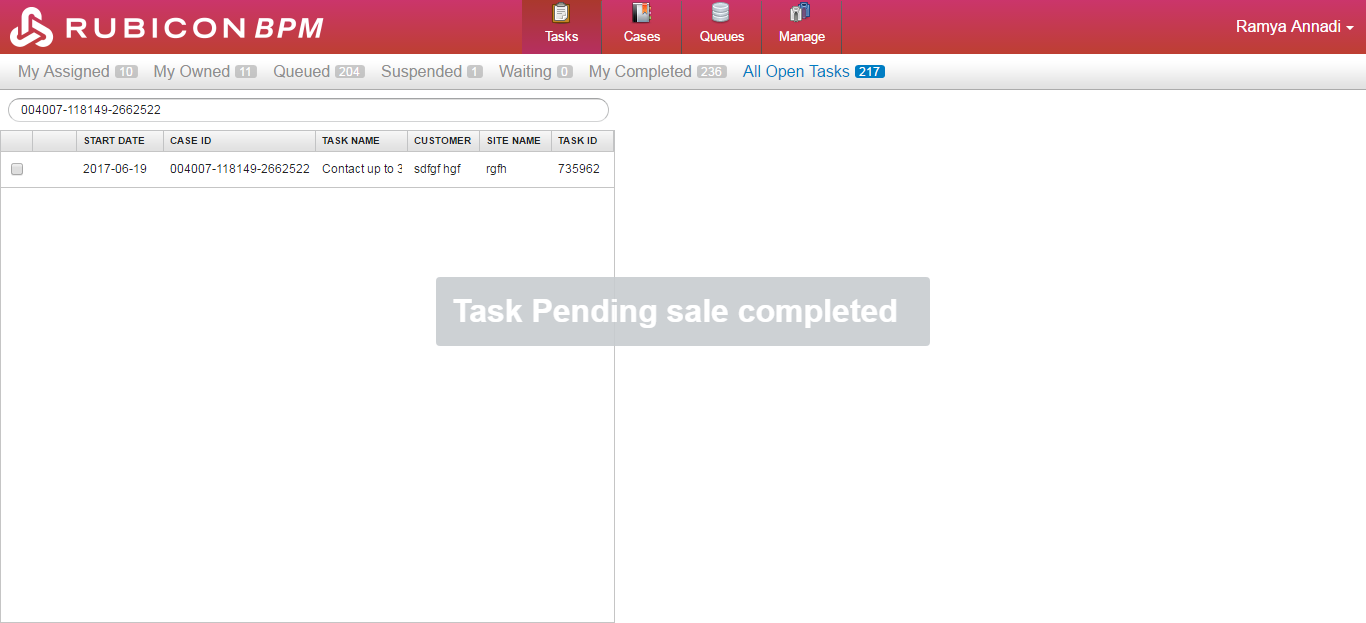 RUBICON BPM
Tasks Cases Queues Manage
Ramya Annadi
My Assigned 10 My Owned 11 Queued 204 Suspended 1 Waiting 0 My Completed 236 All Open Tasks 217
004007-118149-2662522
START DATE CASE ID TASK NAME CUSTOMER SITE NAME TASK ID
2017-06-19 004007-118149-2662522 Contact up to 3 sdfgf hgf rgfh 735962
Task Pending sale completed